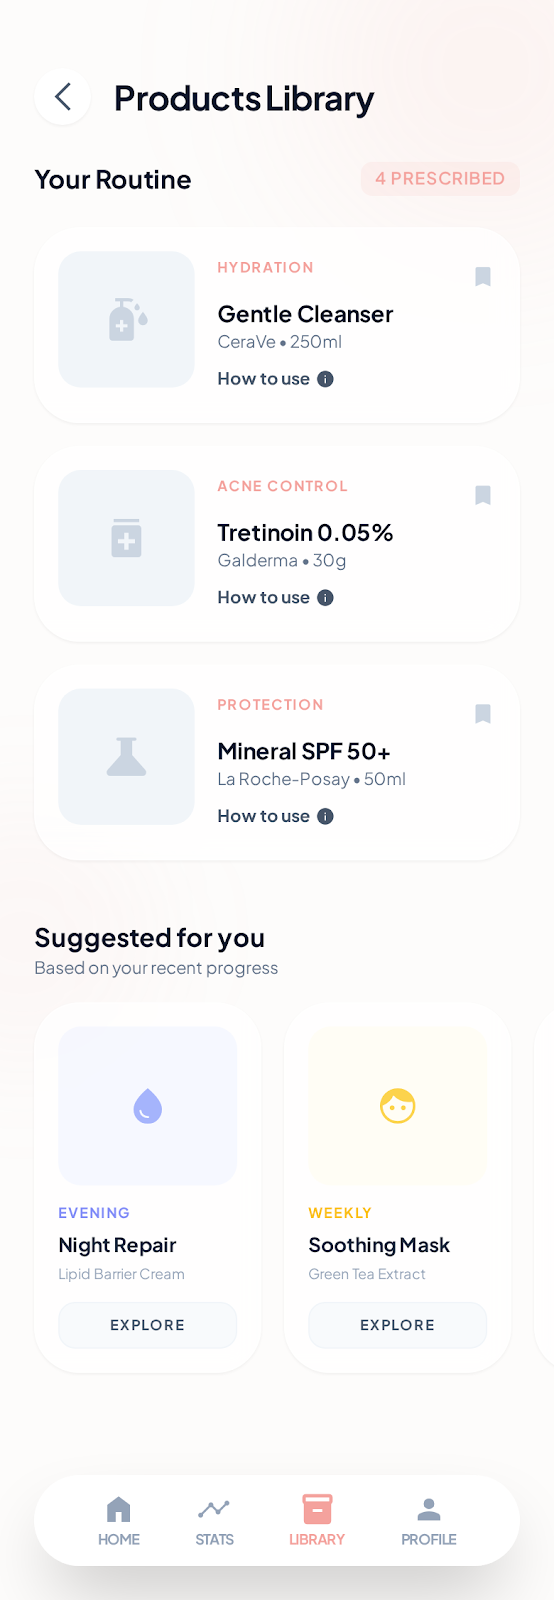 Products Library
Your Routine
4 PRESCRIBED
HYDRATION
Gentle Cleanser
CeraVe • 250ml
How to use
ACNE CONTROL
Tretinoin 0.05%
Galderma • 30g
How to use
PROTECTION
Mineral SPF 50+
La Roche-Posay • 50ml
How to use
Suggested for you
Based on your recent progress
EVENING
Night Repair
Lipid Barrier Cream
EXPLORE
WEEKLY
Soothing Mask
Green Tea Extract
EXPLORE
HOME
STATS
LIBRARY
PROFILE